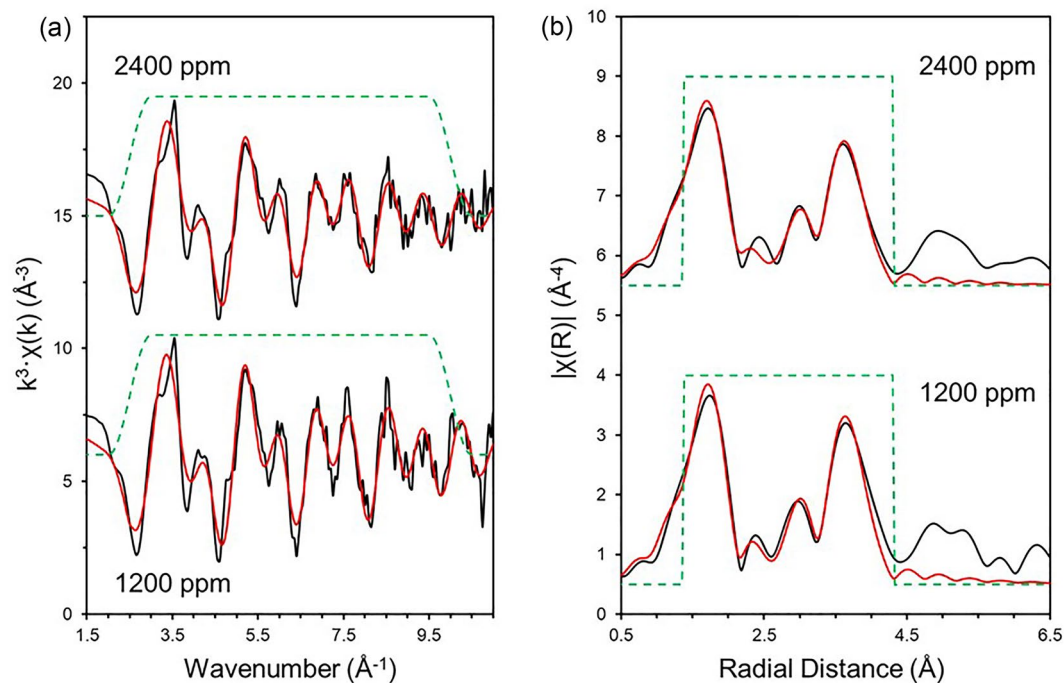 (a)
2400 ppm
20
15
10
5
0
k³·χ(k) (Å⁻³)
1200 ppm
1.5 3.5 5.5 7.5 9.5
Wavenumber (Å⁻¹)
(b)
10
2400 ppm
9
8
7
6
5
4
1200 ppm
3
2
1
0
|χ(R)| (Å⁻⁴)
0.5 2.5 4.5 6.5
Radial Distance (Å)